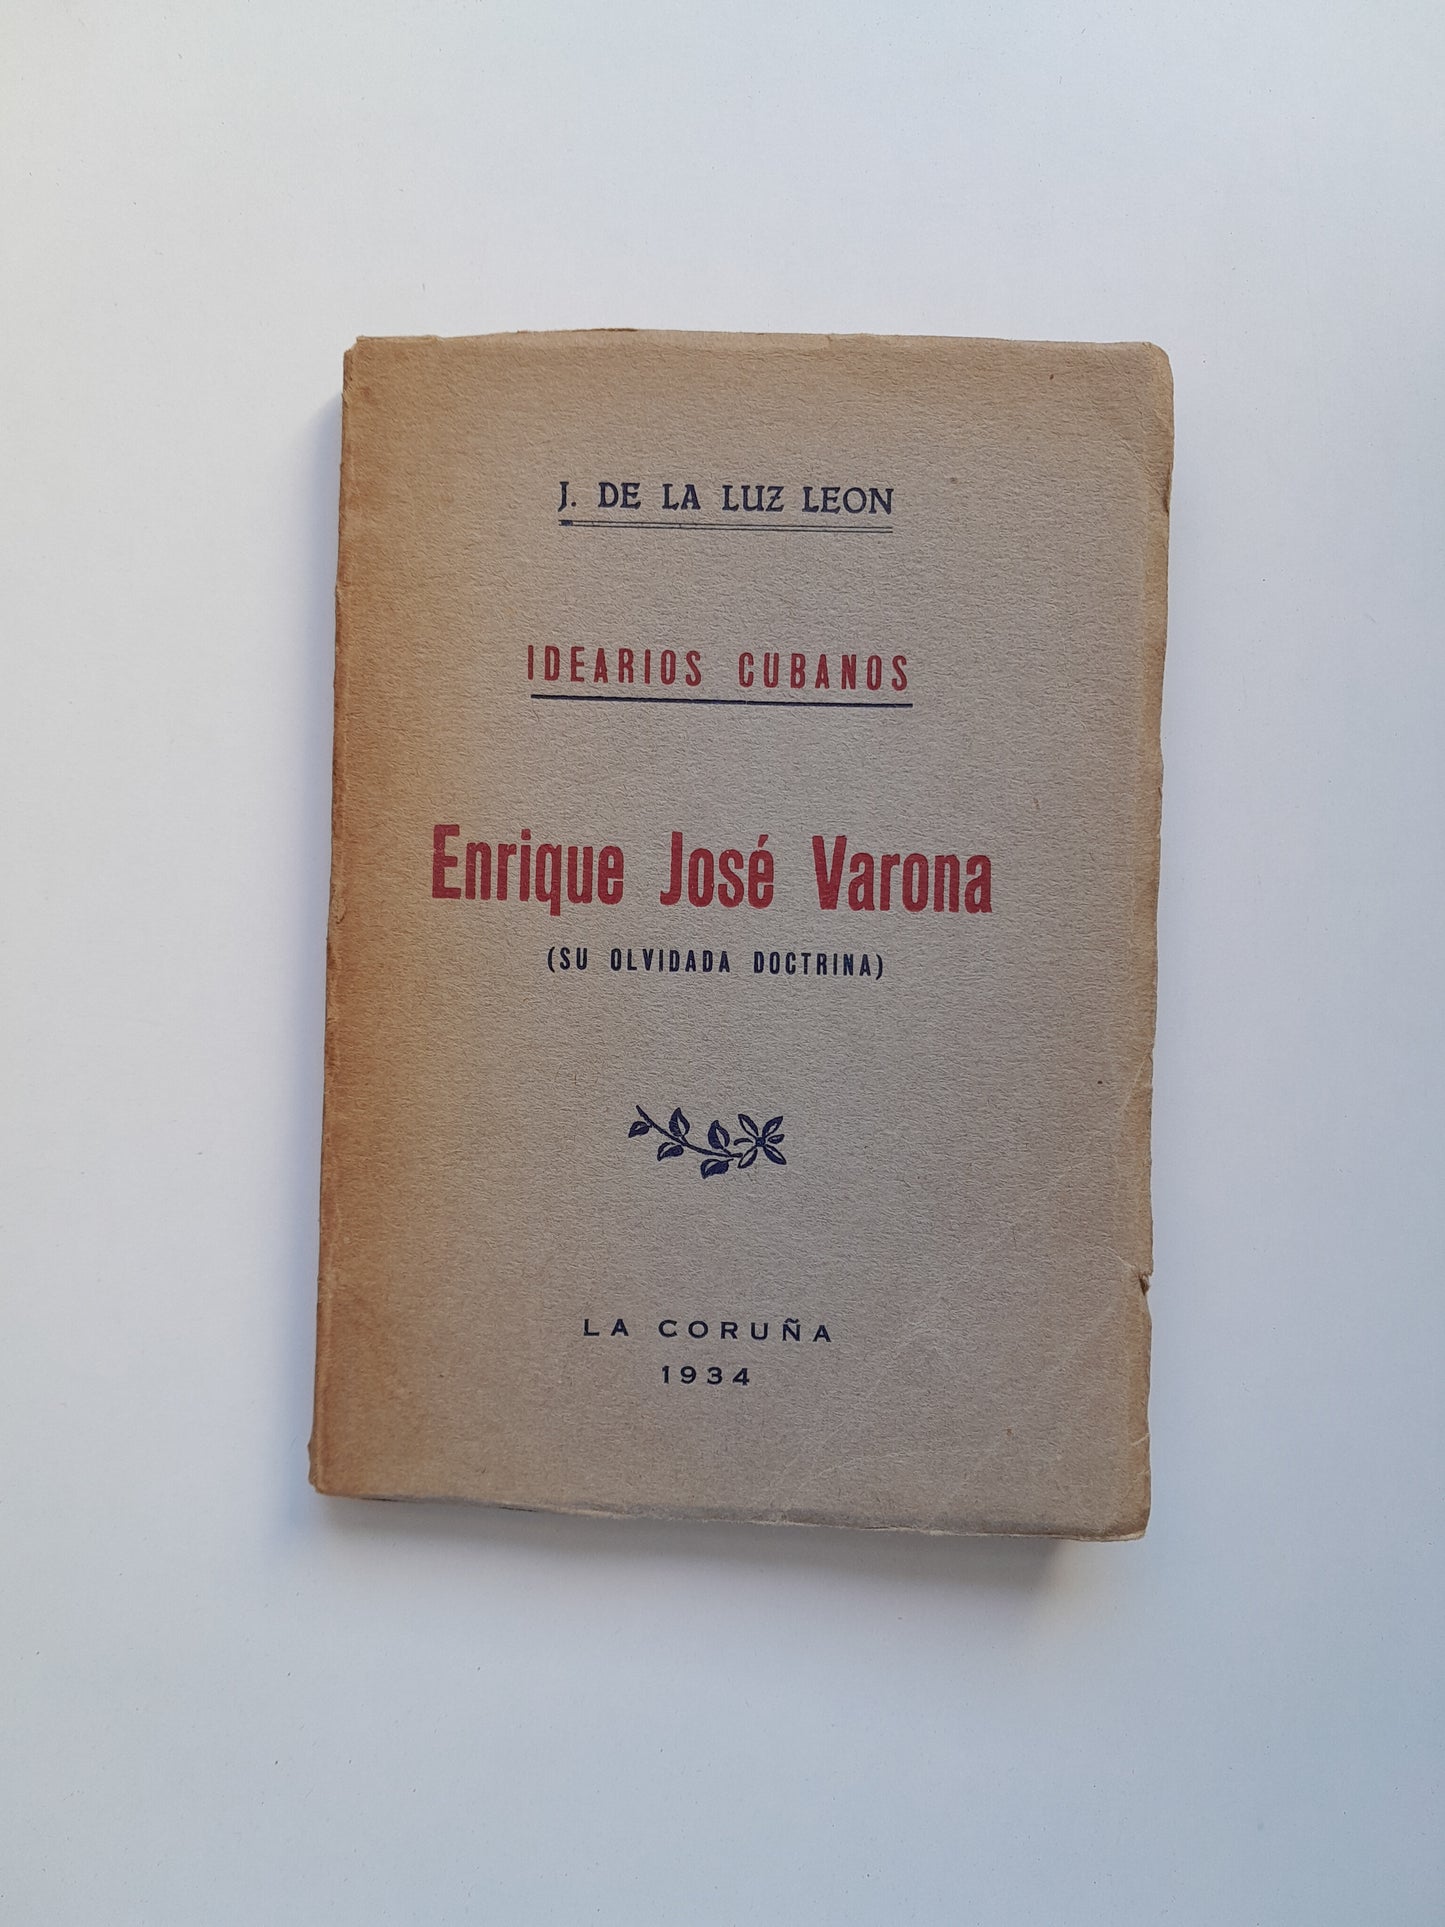 J. DE LA LUZ LEON
IDEARIOS CUBANOS
Enrique José Varona
(SU OLVIDADA DOCTRINA)
LA CORUÑA
1934